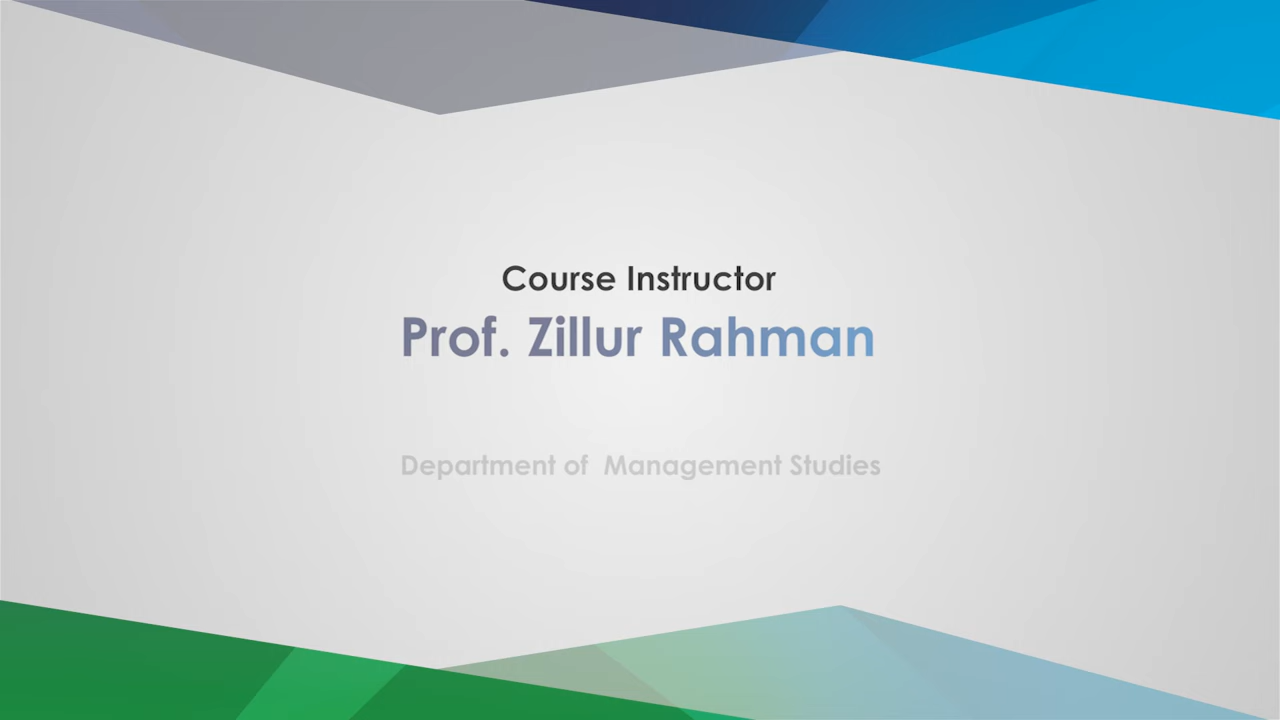 Course Instructor
Prof. Zillur Rahman
Department of Management Studies